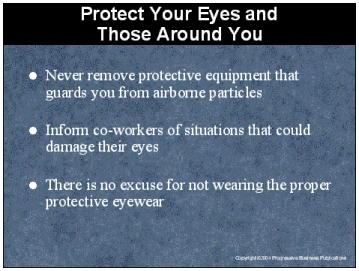 Protect Your Eyes and
Those Around You
● Never remove protective equipment that
guards you from airborne particles
● Inform co-workers of situations that could
damage their eyes
● There is no excuse for not wearing the proper
protective eyewear
Copyright ©2004 Progressive Business Publications